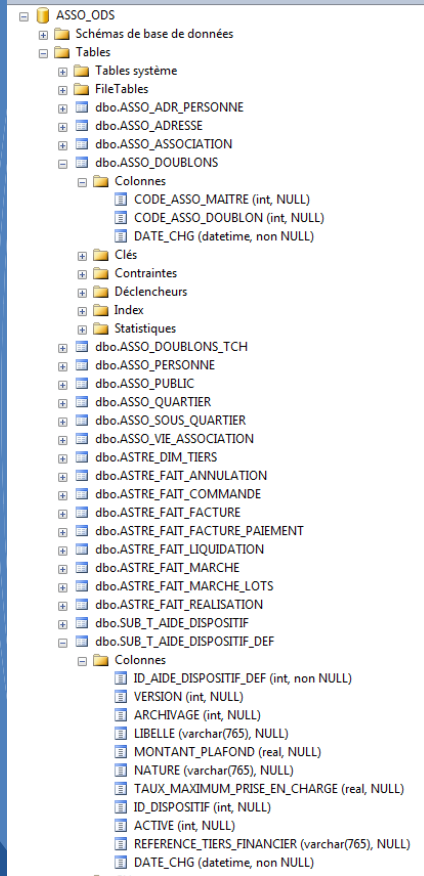 ASSO_ODS
Schémas de base de données
Tables
Tables système
FileTables
dbo.ASSO_ADR_PERSONNE
dbo.ASSO_ADRESSE
dbo.ASSO_ASSOCIATION
dbo.ASSO_DOUBLONS
Colonnes
CODE_ASSO_MAITRE (int, NULL)
CODE_ASSO_DOUBLON (int, NULL)
DATE_CHG (datetime, non NULL)
Clés
Contraintes
Déclencheurs
Index
Statistiques
dbo.ASSO_DOUBLONS_TCH
dbo.ASSO_PERSONNE
dbo.ASSO_PUBLIC
dbo.ASSO_QUARTIER
dbo.ASSO_SOUS_QUARTIER
dbo.ASSO_VIE_ASSOCIATION
dbo.ASTRE_DIM_TIERS
dbo.ASTRE_FAIT_ANNULATION
dbo.ASTRE_FAIT_COMMANDE
dbo.ASTRE_FAIT_FACTURE
dbo.ASTRE_FAIT_FACTURE_PAIEMENT
dbo.ASTRE_FAIT_LIQUIDATION
dbo.ASTRE_FAIT_MARCHE
dbo.ASTRE_FAIT_MARCHE_LOTS
dbo.ASTRE_FAIT_REALISATION
dbo.SUB_T_AIDE_DISPOSITIF
dbo.SUB_T_AIDE_DISPOSITIF_DEF
Colonnes
ID_AIDE_DISPOSITIF_DEF (int, non NULL)
VERSION (int, NULL)
ARCHIVAGE (int, NULL)
LIBELLE (varchar(765), NULL)
MONTANT_PLAFOND (real, NULL)
NATURE (varchar(765), NULL)
TAUX_MAXIMUM_PRISE_EN_CHARGE (real, NULL)
ID_DISPOSITIF (int, NULL)
ACTIVE (int, NULL)
REFERENCE_TIERS_FINANCIER (varchar(765), NULL)
DATE_CHG (datetime, non NULL)